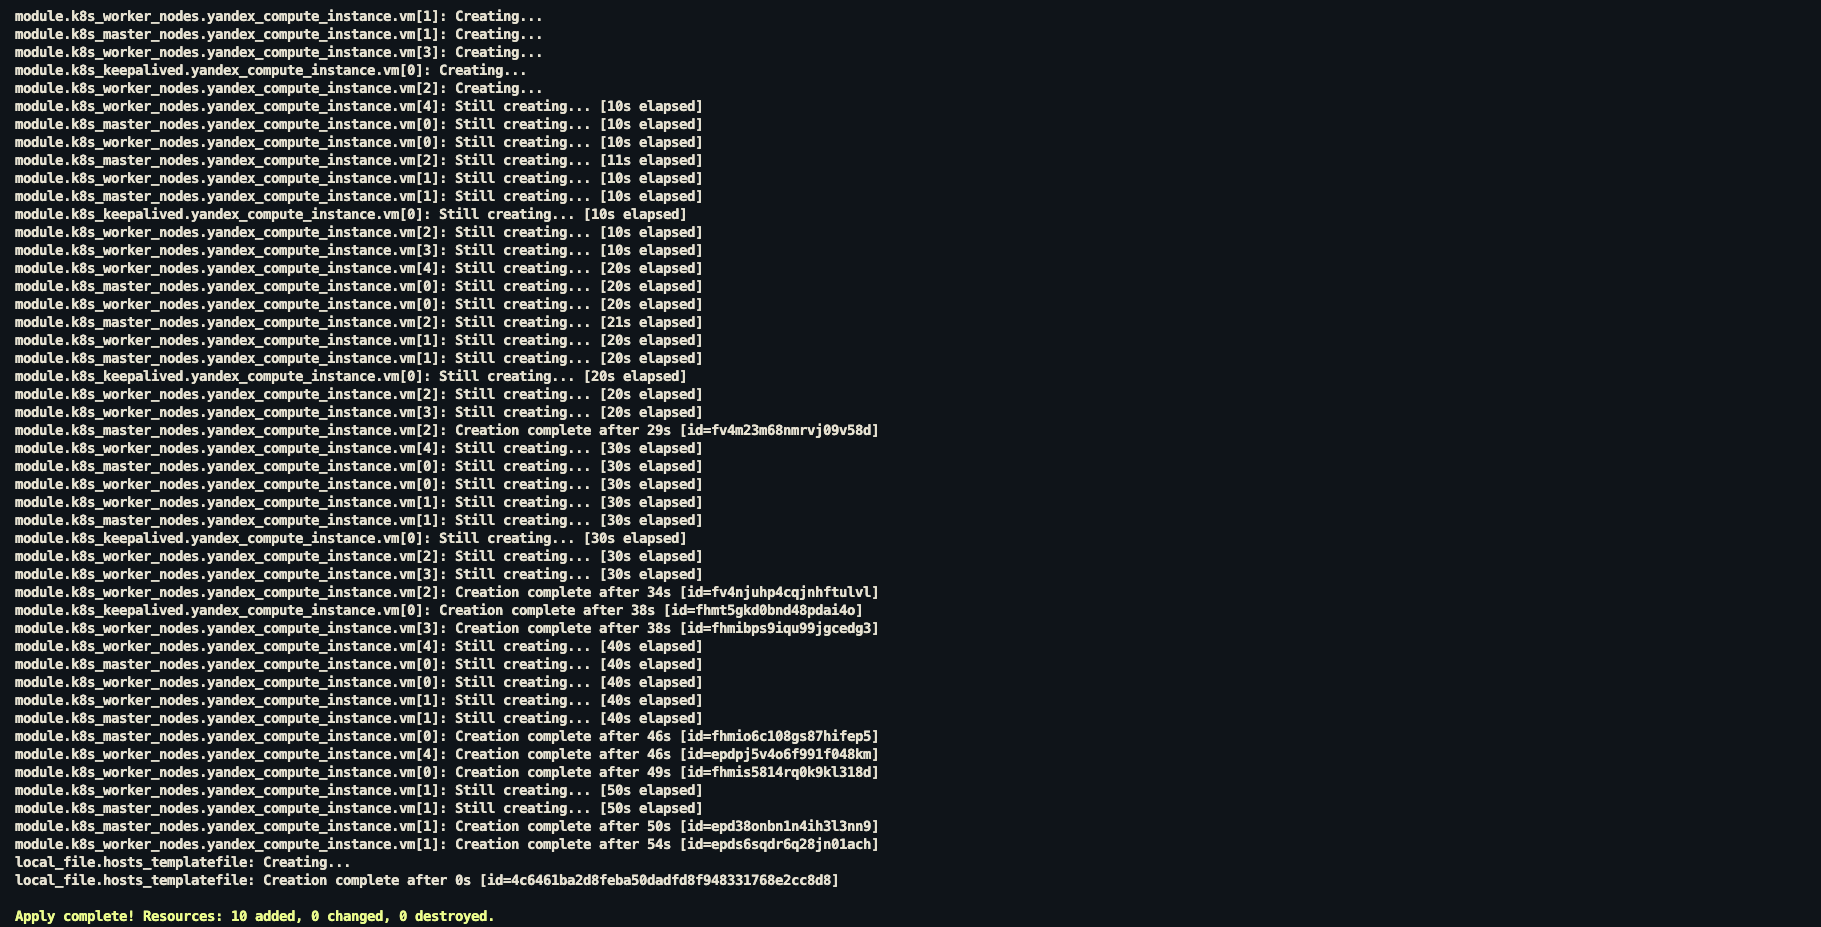 module.k8s_worker_nodes.yandex_compute_instance.vm[1]: Creating...
module.k8s_master_nodes.yandex_compute_instance.vm[1]: Creating...
module.k8s_worker_nodes.yandex_compute_instance.vm[3]: Creating...
module.k8s_keepalived.yandex_compute_instance.vm[0]: Creating...
module.k8s_worker_nodes.yandex_compute_instance.vm[2]: Creating...
module.k8s_worker_nodes.yandex_compute_instance.vm[4]: Still creating... [10s elapsed]
module.k8s_master_nodes.yandex_compute_instance.vm[0]: Still creating... [10s elapsed]
module.k8s_worker_nodes.yandex_compute_instance.vm[0]: Still creating... [10s elapsed]
module.k8s_master_nodes.yandex_compute_instance.vm[2]: Still creating... [11s elapsed]
module.k8s_worker_nodes.yandex_compute_instance.vm[1]: Still creating... [10s elapsed]
module.k8s_master_nodes.yandex_compute_instance.vm[1]: Still creating... [10s elapsed]
module.k8s_keepalived.yandex_compute_instance.vm[0]: Still creating... [10s elapsed]
module.k8s_worker_nodes.yandex_compute_instance.vm[2]: Still creating... [10s elapsed]
module.k8s_worker_nodes.yandex_compute_instance.vm[3]: Still creating... [10s elapsed]
module.k8s_worker_nodes.yandex_compute_instance.vm[4]: Still creating... [20s elapsed]
module.k8s_master_nodes.yandex_compute_instance.vm[0]: Still creating... [20s elapsed]
module.k8s_worker_nodes.yandex_compute_instance.vm[0]: Still creating... [20s elapsed]
module.k8s_master_nodes.yandex_compute_instance.vm[2]: Still creating... [21s elapsed]
module.k8s_worker_nodes.yandex_compute_instance.vm[1]: Still creating... [20s elapsed]
module.k8s_master_nodes.yandex_compute_instance.vm[1]: Still creating... [20s elapsed]
module.k8s_keepalived.yandex_compute_instance.vm[0]: Still creating... [20s elapsed]
module.k8s_worker_nodes.yandex_compute_instance.vm[2]: Still creating... [20s elapsed]
module.k8s_worker_nodes.yandex_compute_instance.vm[3]: Still creating... [20s elapsed]
module.k8s_master_nodes.yandex_compute_instance.vm[2]: Creation complete after 29s [id=fv4m23m68nmrvj09v58d]
module.k8s_worker_nodes.yandex_compute_instance.vm[4]: Still creating... [30s elapsed]
module.k8s_master_nodes.yandex_compute_instance.vm[0]: Still creating... [30s elapsed]
module.k8s_worker_nodes.yandex_compute_instance.vm[0]: Still creating... [30s elapsed]
module.k8s_worker_nodes.yandex_compute_instance.vm[1]: Still creating... [30s elapsed]
module.k8s_master_nodes.yandex_compute_instance.vm[1]: Still creating... [30s elapsed]
module.k8s_keepalived.yandex_compute_instance.vm[0]: Still creating... [30s elapsed]
module.k8s_worker_nodes.yandex_compute_instance.vm[2]: Still creating... [30s elapsed]
module.k8s_worker_nodes.yandex_compute_instance.vm[3]: Still creating... [30s elapsed]
module.k8s_worker_nodes.yandex_compute_instance.vm[2]: Creation complete after 34s [id=fv4njuhp4cqjnhftulvl]
module.k8s_keepalived.yandex_compute_instance.vm[0]: Creation complete after 38s [id=fhmt5gkd0bnd48pdai4o]
module.k8s_worker_nodes.yandex_compute_instance.vm[3]: Creation complete after 38s [id=fhmibps9iqu99jgcedg3]
module.k8s_worker_nodes.yandex_compute_instance.vm[4]: Still creating... [40s elapsed]
module.k8s_master_nodes.yandex_compute_instance.vm[0]: Still creating... [40s elapsed]
module.k8s_worker_nodes.yandex_compute_instance.vm[0]: Still creating... [40s elapsed]
module.k8s_worker_nodes.yandex_compute_instance.vm[1]: Still creating... [40s elapsed]
module.k8s_master_nodes.yandex_compute_instance.vm[1]: Still creating... [40s elapsed]
module.k8s_master_nodes.yandex_compute_instance.vm[0]: Creation complete after 46s [id=fhmio6c108gs87hifep5]
module.k8s_worker_nodes.yandex_compute_instance.vm[4]: Creation complete after 46s [id=epdpj5v4o6f991f048km]
module.k8s_worker_nodes.yandex_compute_instance.vm[0]: Creation complete after 49s [id=fhmis5814rq0k9kl318d]
module.k8s_worker_nodes.yandex_compute_instance.vm[1]: Still creating... [50s elapsed]
module.k8s_master_nodes.yandex_compute_instance.vm[1]: Still creating... [50s elapsed]
module.k8s_master_nodes.yandex_compute_instance.vm[1]: Creation complete after 50s [id=epd38onbn1n4ih3l3nn9]
module.k8s_worker_nodes.yandex_compute_instance.vm[1]: Creation complete after 54s [id=epds6sqdr6q28jn01ach]
local_file.hosts_templatefile: Creating...
local_file.hosts_templatefile: Creation complete after 0s [id=4c6461ba2d8feba50dadfd8f948331768e2cc8d8]
Apply complete! Resources: 10 added, 0 changed, 0 destroyed.